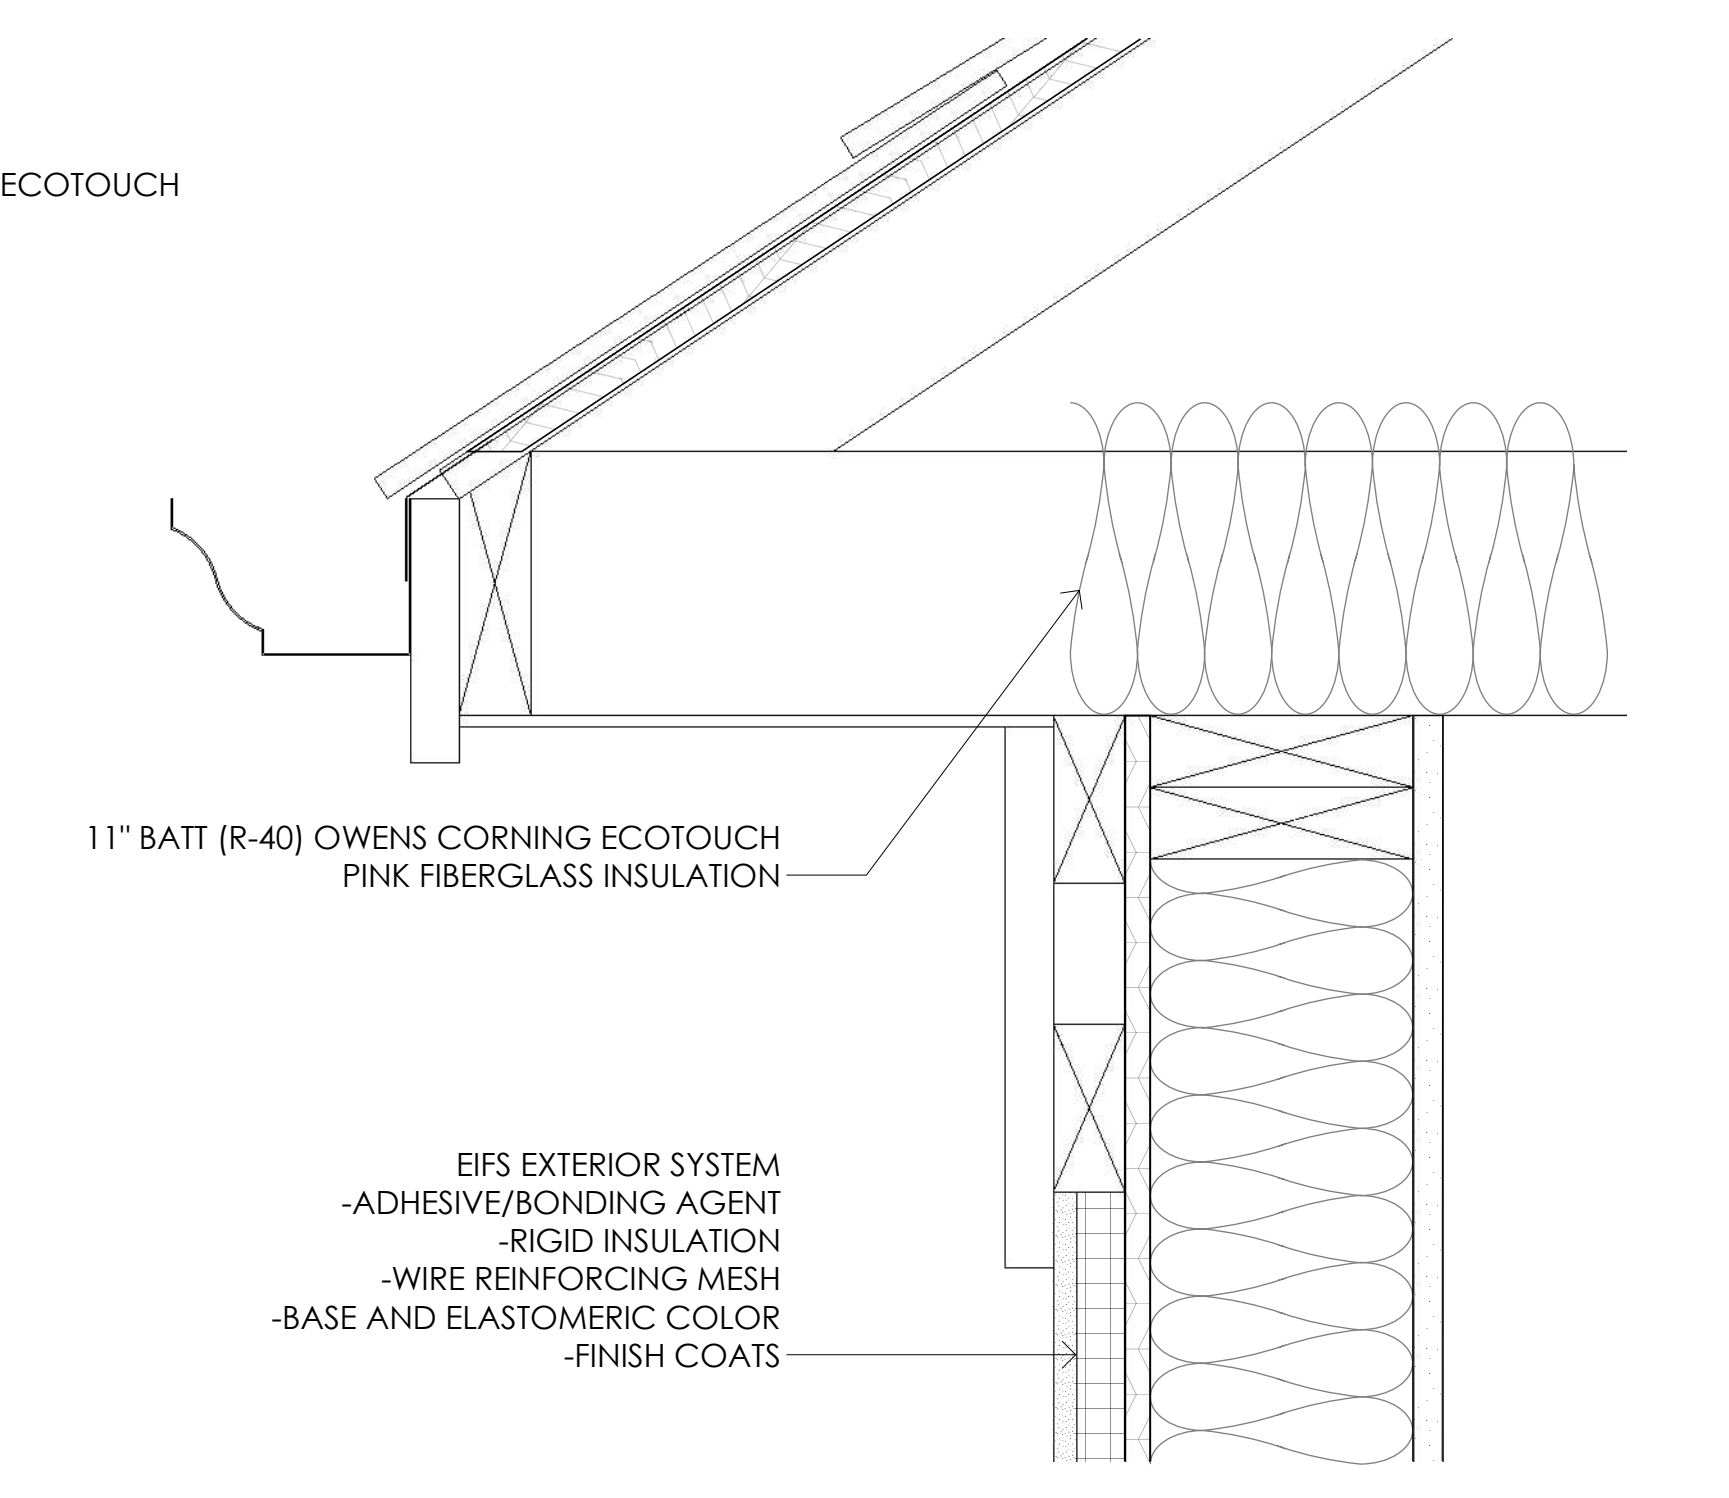 ECOTOUCH
11" BATT (R-40) OWENS CORNING ECOTOUCH
PINK FIBERGLASS INSULATION
EIFS EXTERIOR SYSTEM
-ADHESIVE/BONDING AGENT
-RIGID INSULATION
-WIRE REINFORCING MESH
-BASE AND ELASTOMERIC COLOR
-FINISH COATS